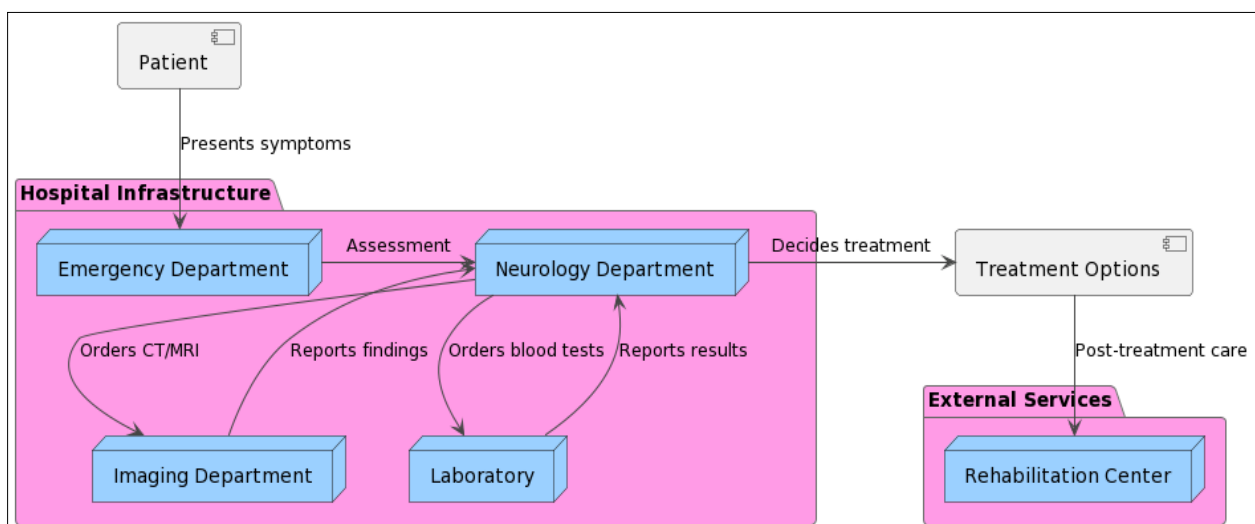 Patient
Presents symptoms
Hospital Infrastructure
Emergency Department
Assessment
Neurology Department
Decides treatment
Treatment Options
Orders CT/MRI
Reports findings
Orders blood tests
Reports results
Post-treatment care
External Services
Imaging Department
Laboratory
Rehabilitation Center